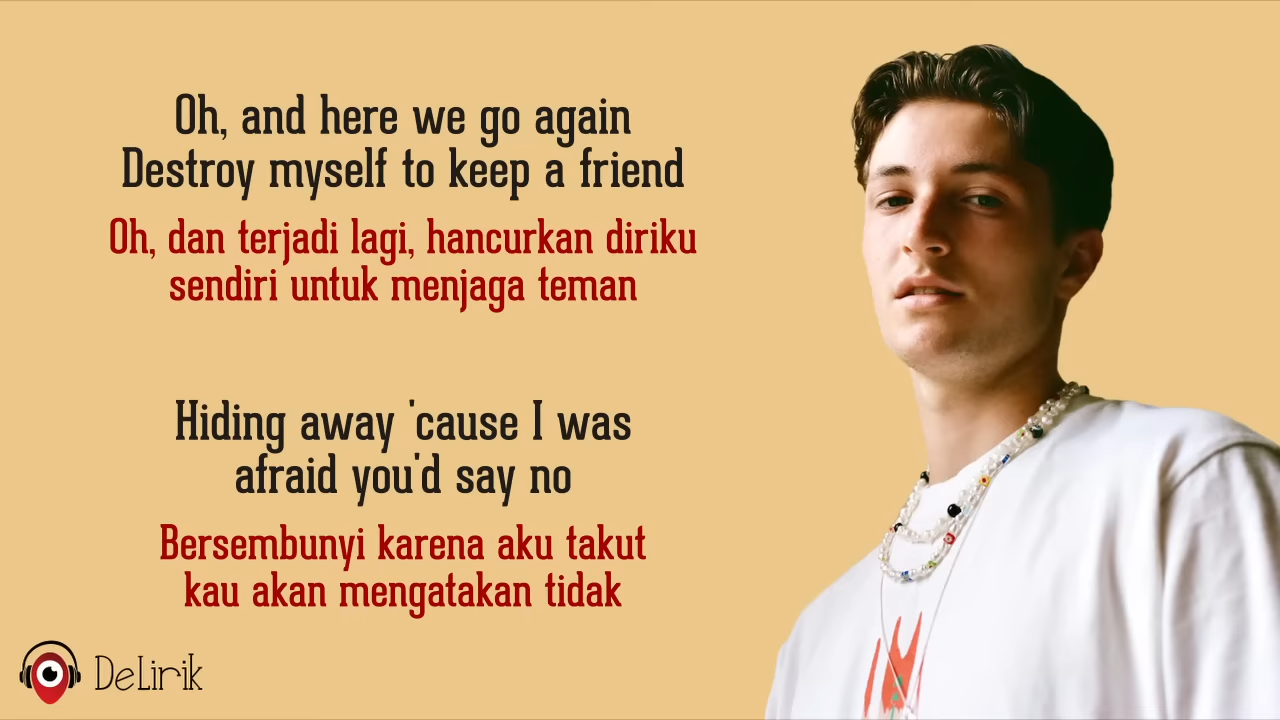 Oh, and here we go again
Destroy myself to keep a friend
Oh, dan terjadi lagi, hancurkan diriku
sendiri untuk menjaga teman
Hiding away 'cause I was
afraid you'd say no
Bersembunyi karena aku takut
kau akan mengatakan tidak
DeLirik